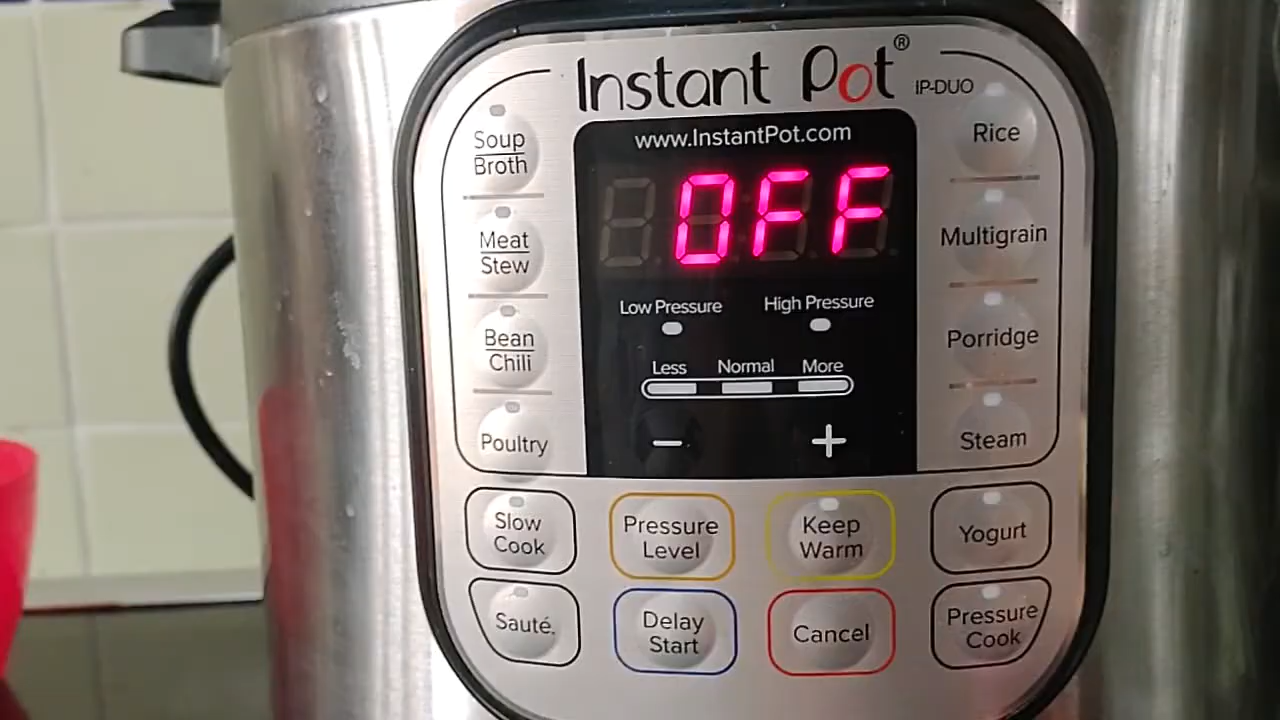 Instant Pot®
IP-DUO
www.InstantPot.com
OFF
Soup
Broth
Meat
Stew
Bean
Chili
Poultry
Rice
Multigrain
Porridge
Steam
Low Pressure
High Pressure
Less Normal More
− +
Slow
Cook
Pressure
Level
Keep
Warm
Yogurt
Sauté
Delay
Start
Cancel
Pressure
Cook